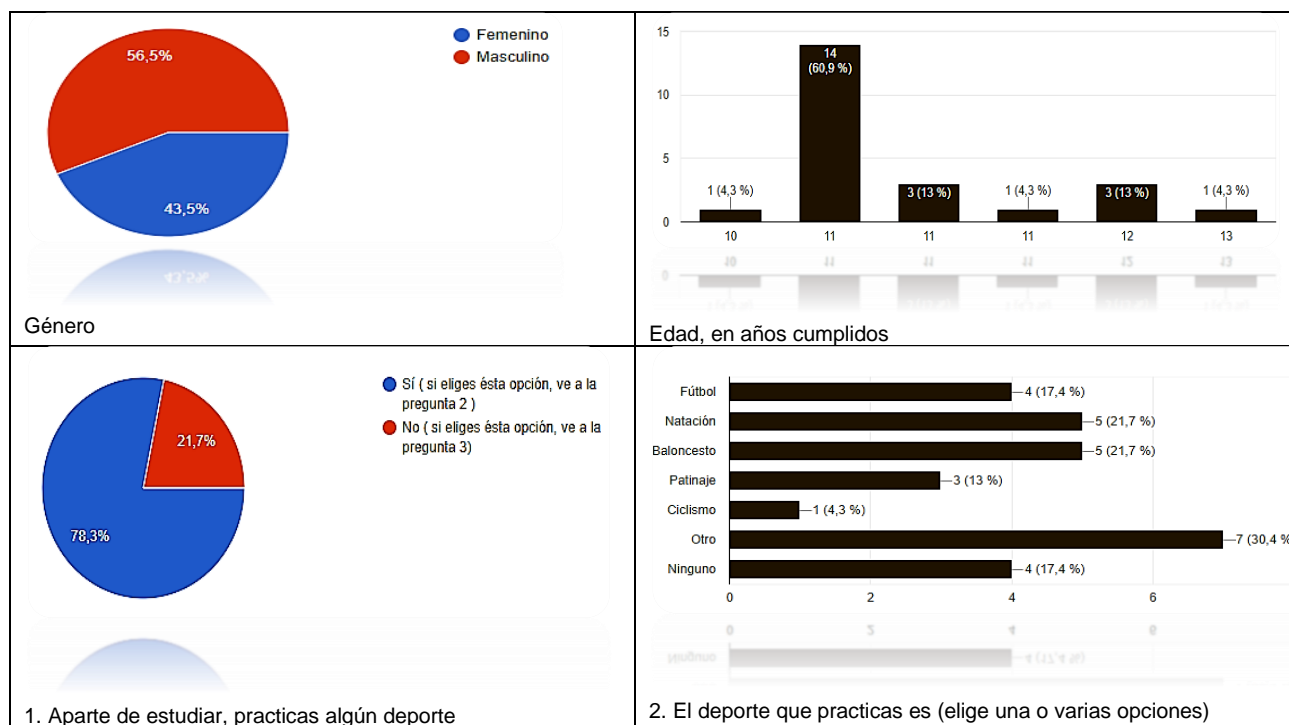 56,5%
43,5%
Femenino
Masculino
Género
15
10
5
0
1 (4,3 %)
14
(60,9 %)
3 (13 %)
1 (4,3 %)
3 (13 %)
1 (4,3 %)
10
11
11
11
12
13
Edad, en años cumplidos
21,7%
78,3%
Sí ( si eliges ésta opción, ve a la
pregunta 2 )
No ( si eliges ésta opción, ve a la
pregunta 3)
1. Aparte de estudiar, practicas algún deporte
Fútbol
4 (17,4 %)
Natación
5 (21,7 %)
Baloncesto
5 (21,7 %)
Patinaje
3 (13 %)
Ciclismo
1 (4,3 %)
Otro
7 (30,4 %
Ninguno
4 (17,4 %)
0
2
4
6
2. El deporte que practicas es (elige una o varias opciones)